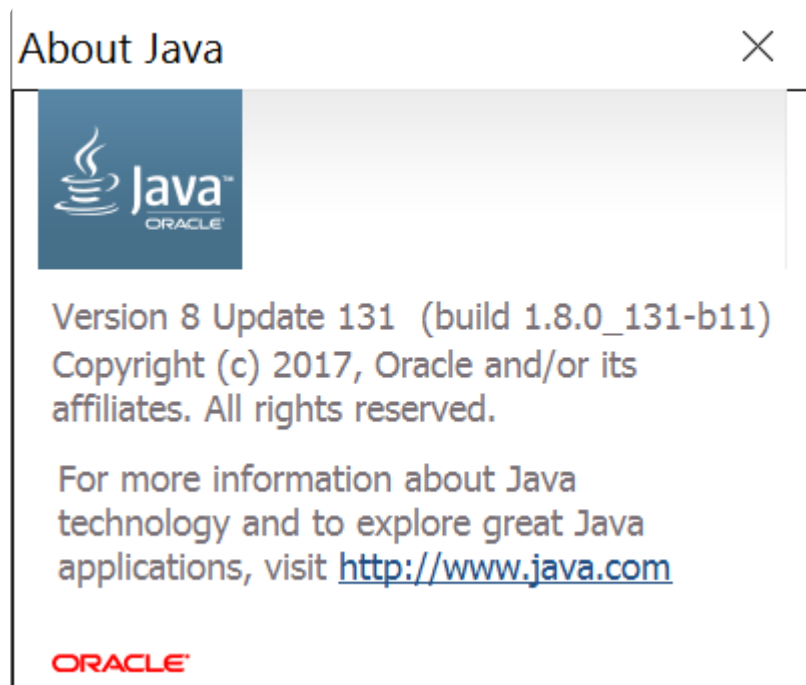 About Java
Java™
ORACLE
Version 8 Update 131  (build 1.8.0_131-b11)
Copyright (c) 2017, Oracle and/or its
affiliates. All rights reserved.
For more information about Java
technology and to explore great Java
applications, visit http://www.java.com
ORACLE